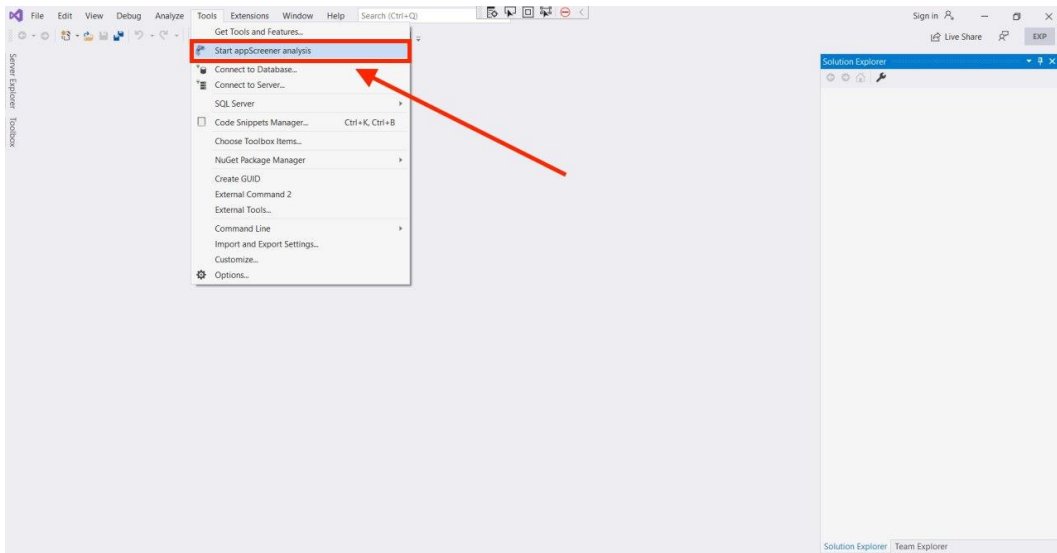 File Edit View Debug Analyze Tools Extensions Window Help Search (Ctrl+Q) Sign in
Live Share EXP
Get Tools and Features...
Start appScreener analysis
Connect to Database...
Connect to Server...
SQL Server
Code Snippets Manager... Ctrl+K, Ctrl+B
Choose Toolbox Items...
NuGet Package Manager
Create GUID
External Command 2
External Tools...
Command Line
Import and Export Settings...
Customize...
Options...
Server Explorer
Toolbox
Solution Explorer
Solution Explorer Team Explorer